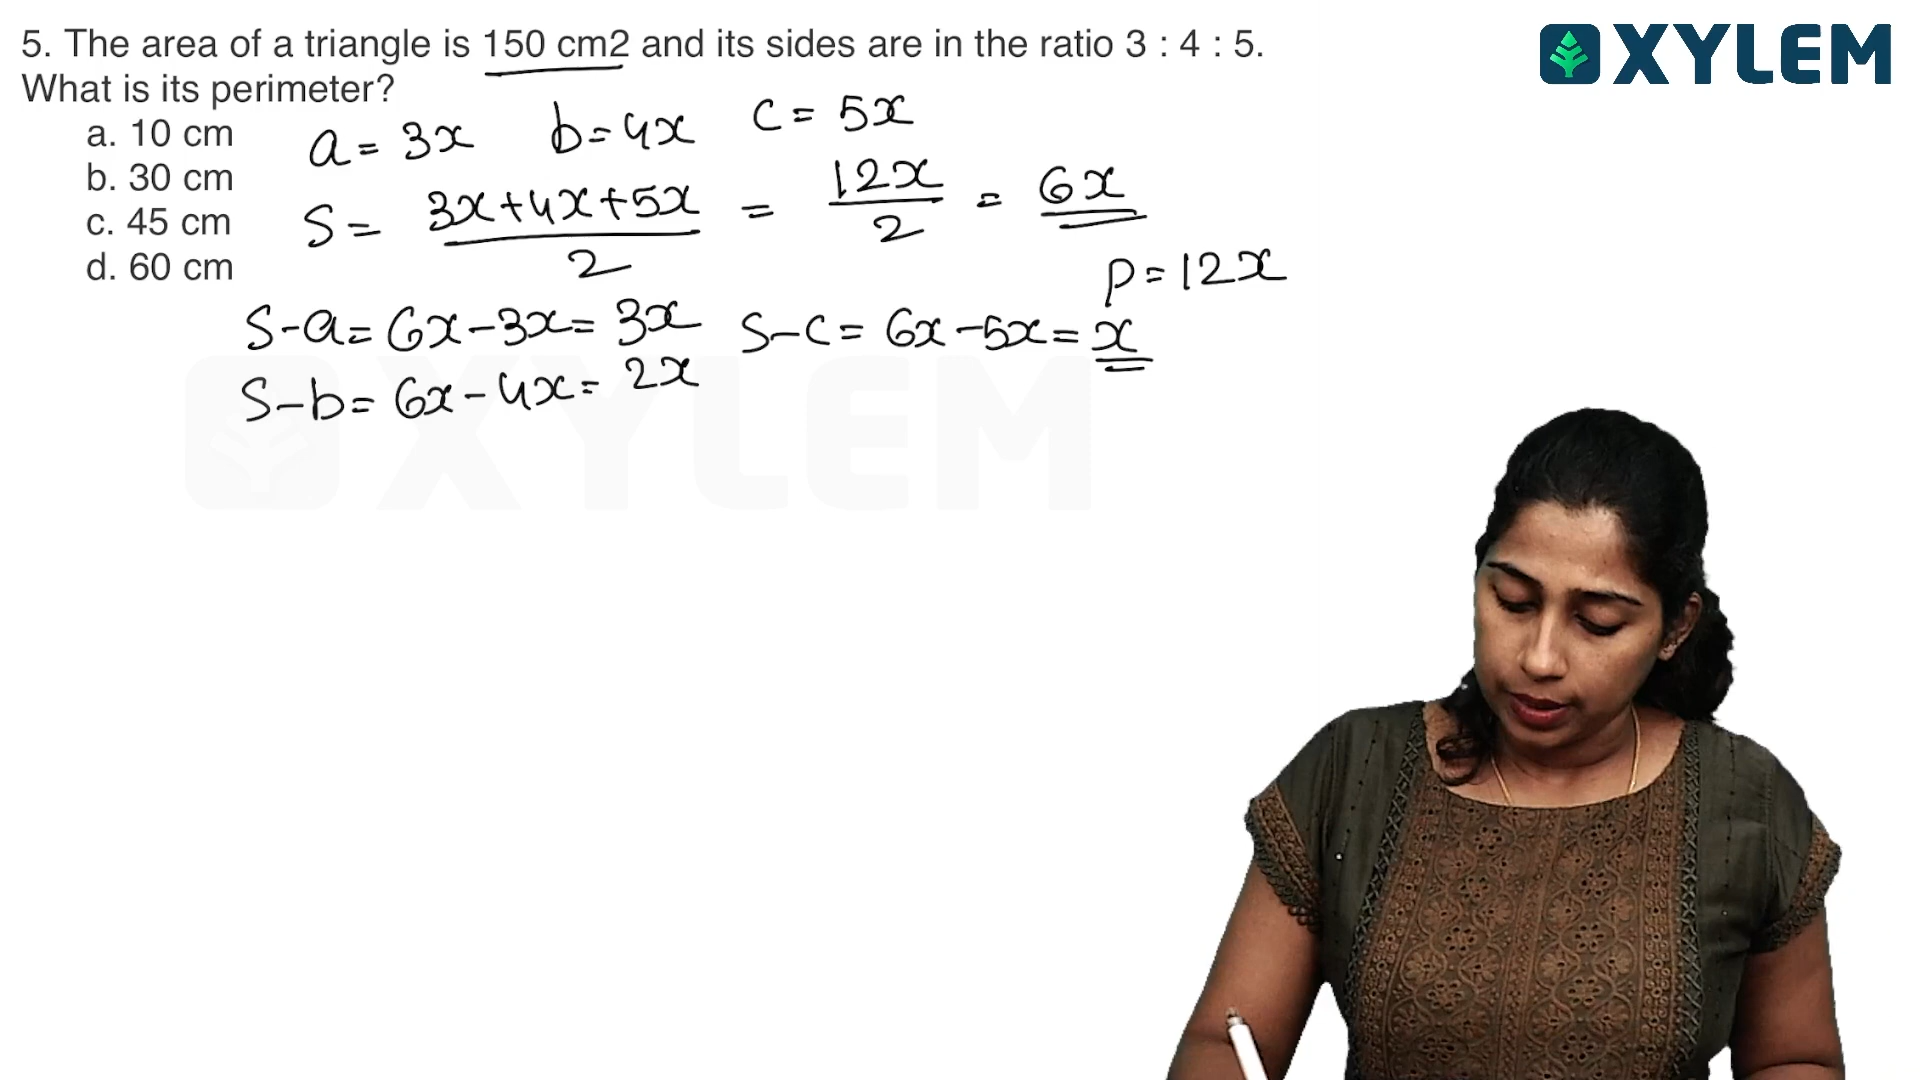 5. The area of a triangle is 150 cm2 and its sides are in the ratio 3 : 4 : 5.
What is its perimeter?
XYLEM
a. 10 cm
b. 30 cm
c. 45 cm
d. 60 cm
a = 3x b = 4x c = 5x
S = 3x+4x+5x / 2 = 12x / 2 = 6x
P = 12x
S-a = 6x-3x = 3x S-c = 6x-5x = x
S-b = 6x-4x = 2x
XYLEM